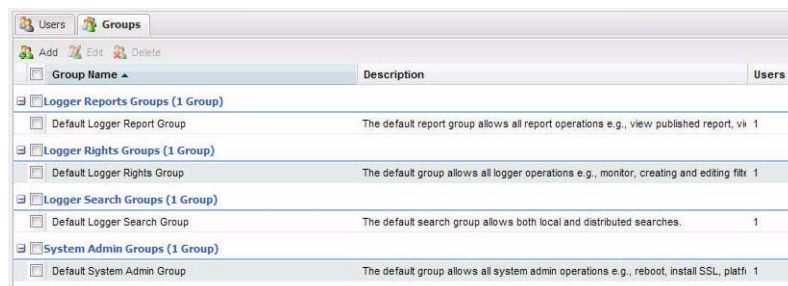 Users Groups
Add Edit Delete
Group Name Description Users
Logger Reports Groups (1 Group)
Default Logger Report Group The default report group allows all report operations e.g., view published report, vi 1
Logger Rights Groups (1 Group)
Default Logger Rights Group The default group allows all logger operations e.g., monitor, creating and editing filte 1
Logger Search Groups (1 Group)
Default Logger Search Group The default search group allows both local and distributed searches. 1
System Admin Groups (1 Group)
Default System Admin Group The default group allows all system admin operations e.g., reboot, install SSL, platf 1